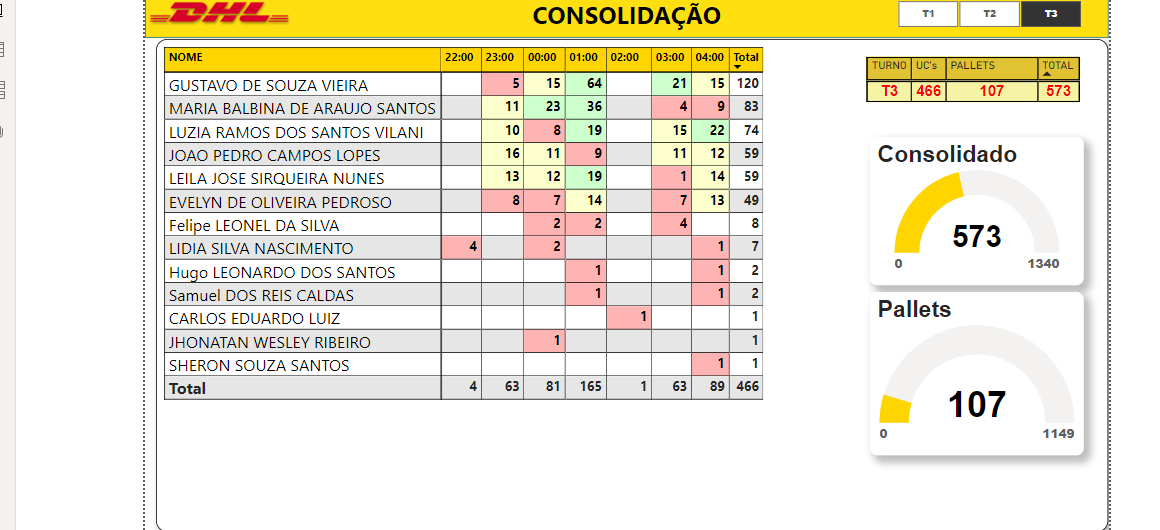 DHL
CONSOLIDAÇÃO
T1 T2 T3
NOME 22:00 23:00 00:00 01:00 02:00 03:00 04:00 Total
GUSTAVO DE SOUZA VIEIRA 5 15 64 21 15 120
MARIA BALBINA DE ARAUJO SANTOS 11 23 36 4 9 83
LUZIA RAMOS DOS SANTOS VILANI 10 8 19 15 22 74
JOAO PEDRO CAMPOS LOPES 16 11 9 11 12 59
LEILA JOSE SIRQUEIRA NUNES 13 12 19 1 14 59
EVELYN DE OLIVEIRA PEDROSO 8 7 14 7 13 49
Felipe LEONEL DA SILVA 2 2 4 8
LIDIA SILVA NASCIMENTO 4 2 1 7
Hugo LEONARDO DOS SANTOS 1 1 2
Samuel DOS REIS CALDAS 1 1 2
CARLOS EDUARDO LUIZ 1 1
JHONATAN WESLEY RIBEIRO 1 1
SHERON SOUZA SANTOS 1 1
Total 4 63 81 165 1 63 89 466
TURNO UC's PALLETS TOTAL
T3 466 107 573
Consolidado
573
0 1340
Pallets
107
0 1149